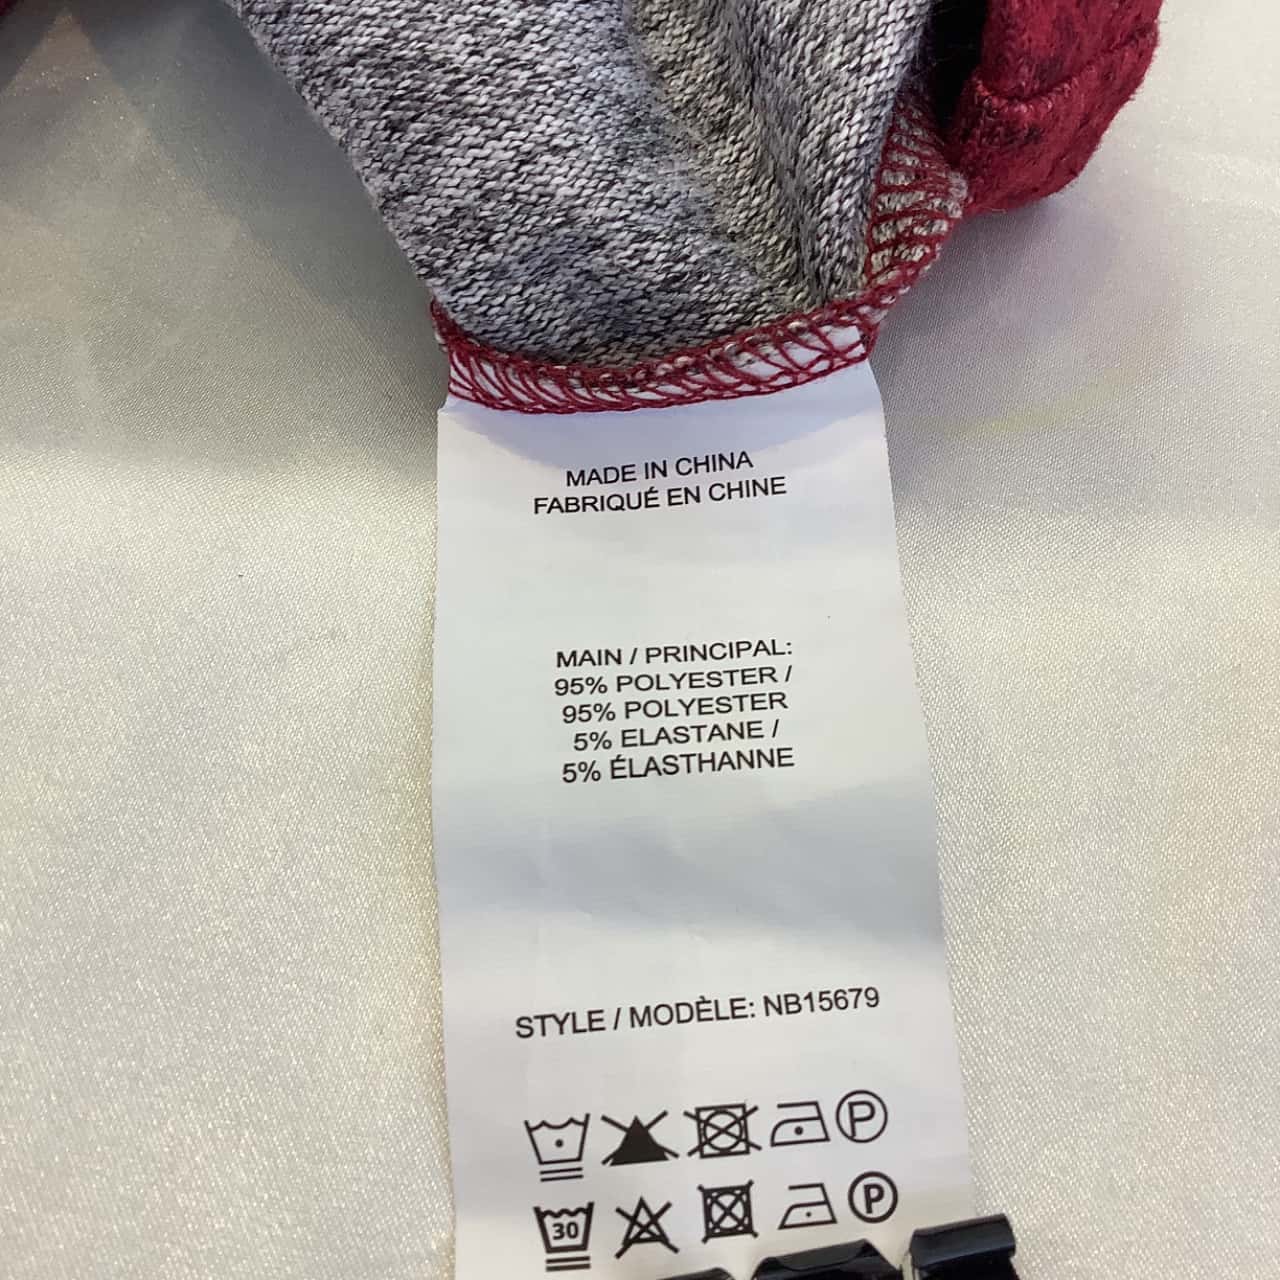 MADE IN CHINA
FABRIQUÉ EN CHINE
MAIN / PRINCIPAL:
95% POLYESTER /
95% POLYESTER
5% ELASTANE /
5% ÉLASTHANNE
STYLE / MODÈLE: NB15679
P
30 P